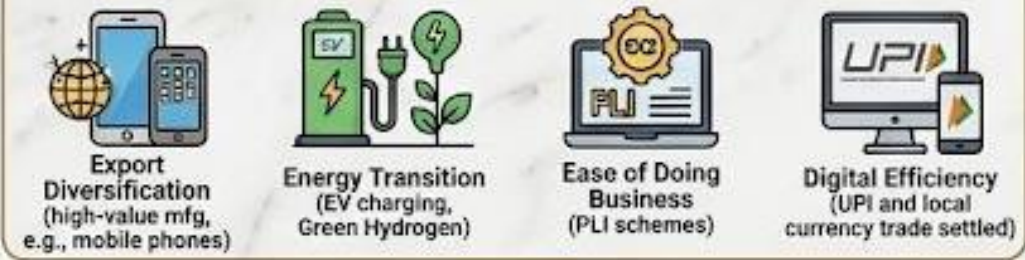 EV
PLI
UPI
Export
Diversification
(high-value mfg,
e.g., mobile phones)
Energy Transition
(EV charging,
Green Hydrogen)
Ease of Doing
Business
(PLI schemes)
Digital Efficiency
(UPI and local
currency trade settled)